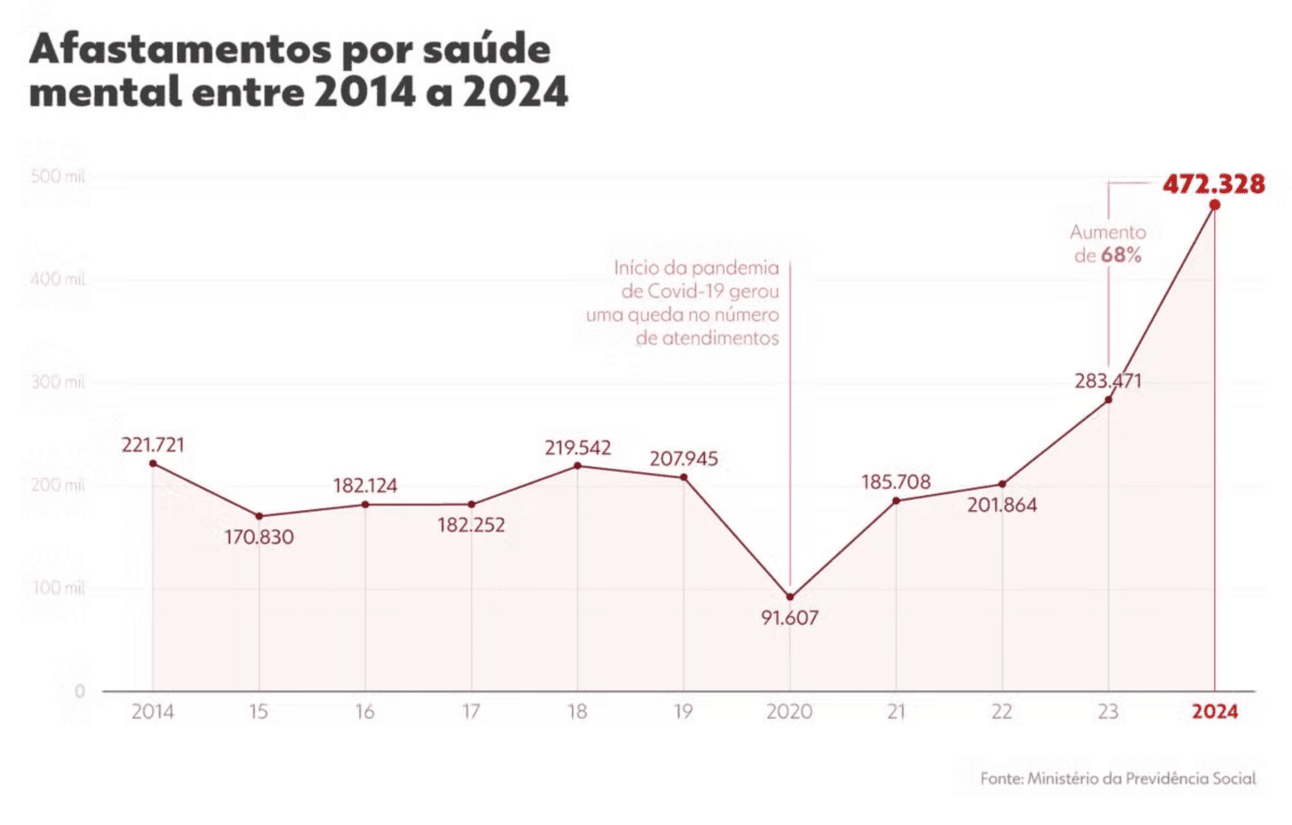 Afastamentos por saúde
mental entre 2014 a 2024
500 mil
472.328
Aumento
de 68%
Início da pandemia
de Covid-19 gerou
uma queda no número
de atendimentos
400 mil
300 mil
283.471
221.721
219.542
207.945
182.124
185.708
200 mil
170.830
182.252
201.864
100 mil
91.607
0
2014 15 16 17 18 19 2020 21 22 23 2024
Fonte: Ministério da Previdência Social